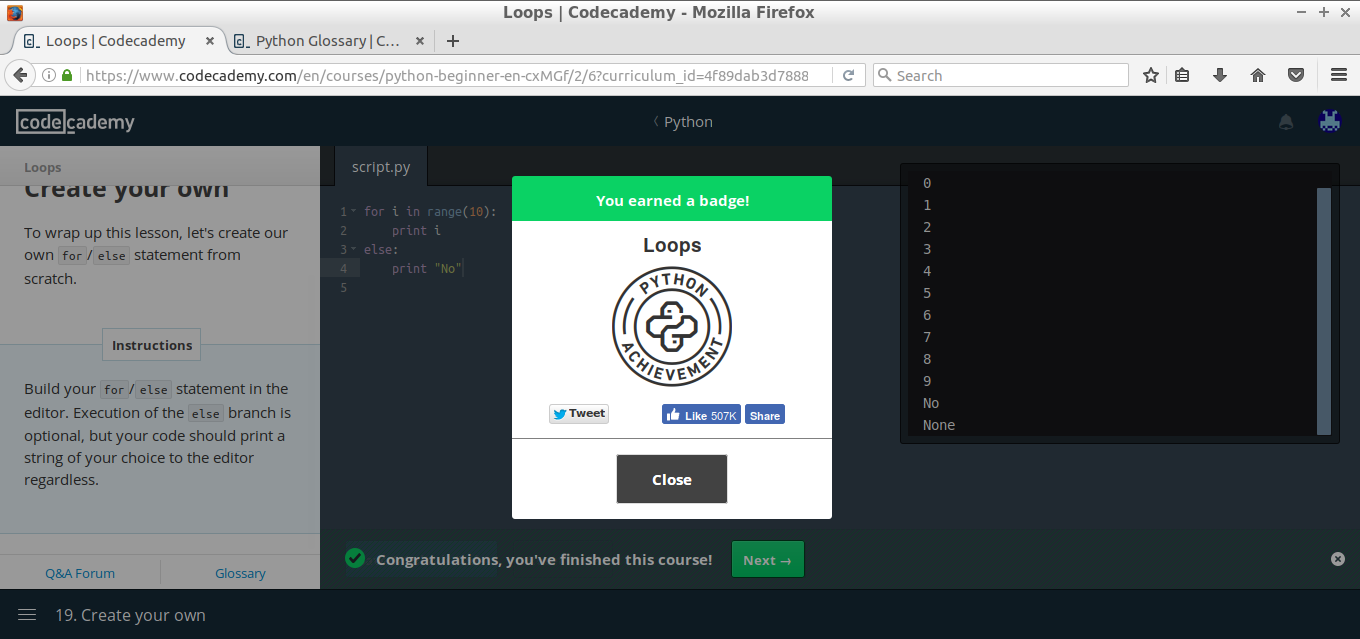 Loops | Codecademy - Mozilla Firefox
Loops | Codecademy
Python Glossary | C...
https://www.codecademy.com/en/courses/python-beginner-en-cxMGf/2/6?curriculum_id=4f89dab3d7888
Search
codecademy
Python
Loops
Create your own
To wrap up this lesson, let's create our
own for / else statement from
scratch.
Instructions
Build your for / else statement in the
editor. Execution of the else branch is
optional, but your code should print a
string of your choice to the editor
regardless.
Q&A Forum
Glossary
script.py
1 for i in range(10):
2 print i
3 else:
4 print "No"
5
You earned a badge!
Loops
PYTHON
ACHIEVEMENT
Tweet
Like 507K
Share
Close
0
1
2
3
4
5
6
7
8
9
No
None
Congratulations, you've finished this course!
Next →
19. Create your own